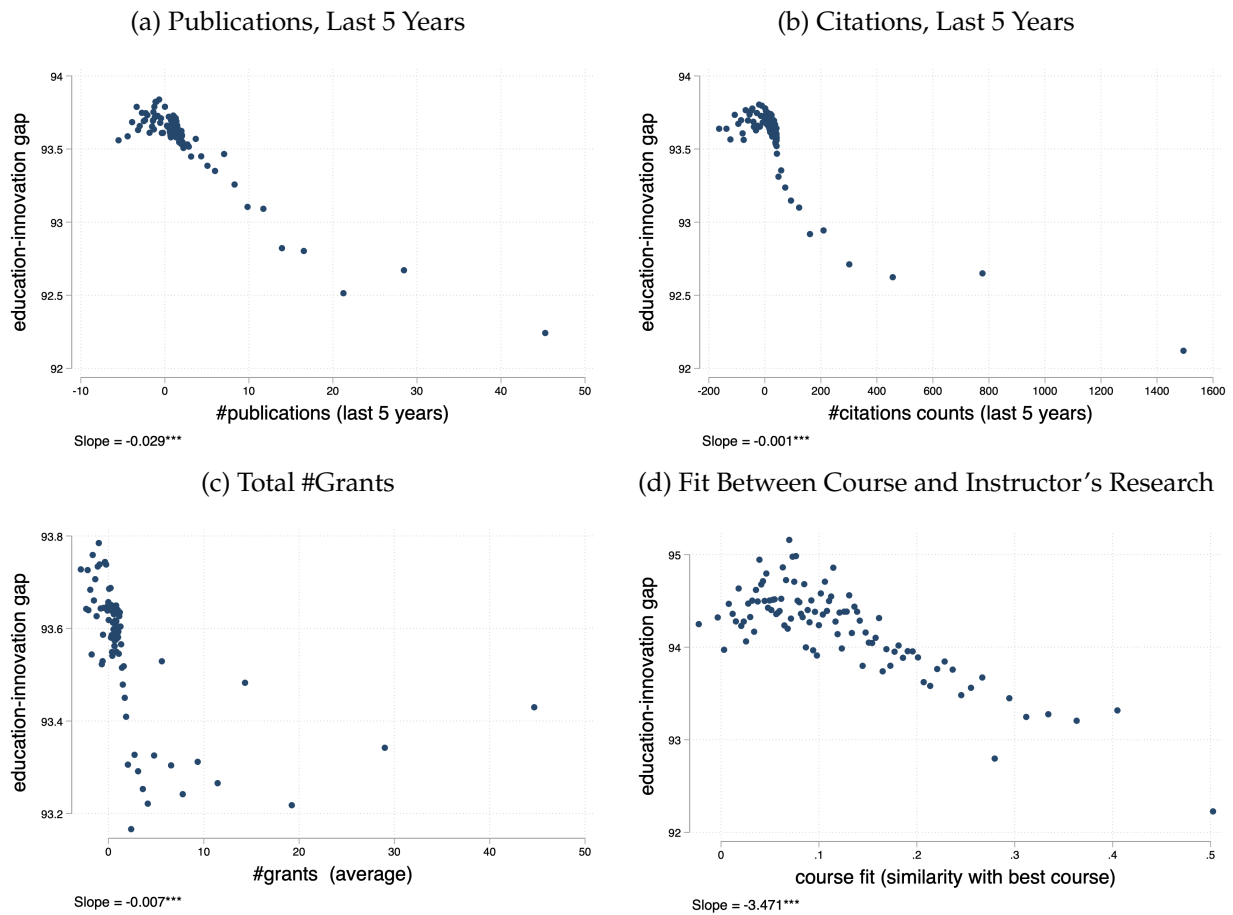 (a) Publications, Last 5 Years
94
93.5
93
92.5
92
education-innovation gap
-10 0 10 20 30 40 50
#publications (last 5 years)
Slope = -0.029***
(b) Citations, Last 5 Years
94
93.5
93
92.5
92
education-innovation gap
-200 0 200 400 600 800 1000 1200 1400 1600
#citations counts (last 5 years)
Slope = -0.001***
(c) Total #Grants
93.8
93.6
93.4
93.2
education-innovation gap
0 10 20 30 40 50
#grants (average)
Slope = -0.007***
(d) Fit Between Course and Instructor's Research
95
94
93
92
education-innovation gap
0 .1 .2 .3 .4 .5
course fit (similarity with best course)
Slope = -3.471***